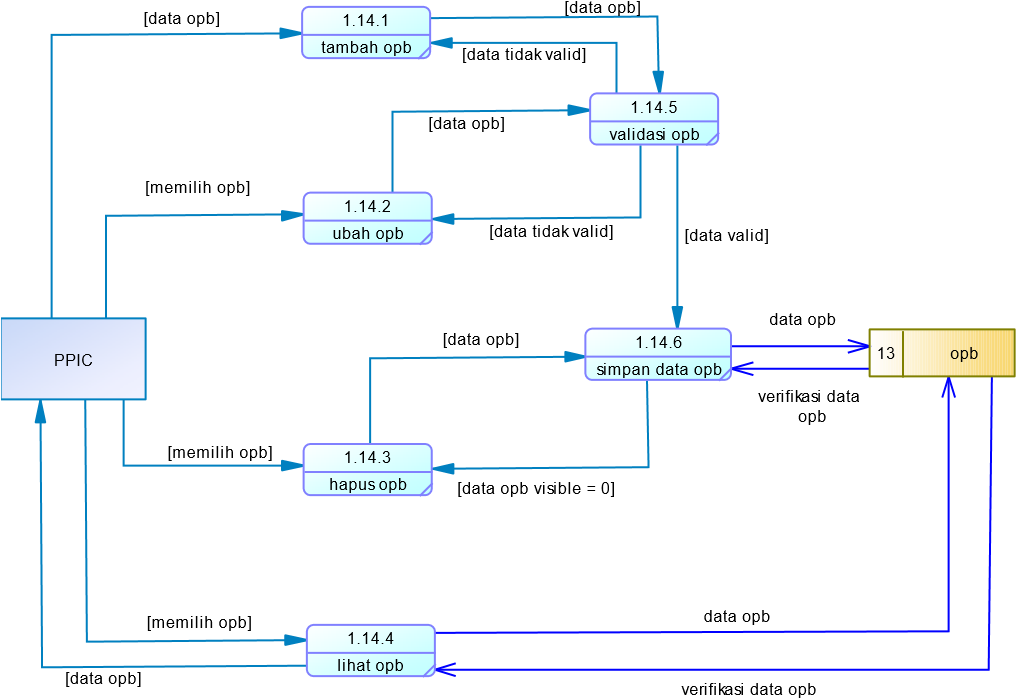 [data opb]
[data opb]
1.14.1
tambah opb
[data tidak valid]
1.14.5
validasi opb
[data opb]
[memilih opb]
1.14.2
ubah opb
[data tidak valid]
[data valid]
data opb
PPIC
[data opb]
1.14.6
simpan data opb
13
opb
verifikasi data
opb
[memilih opb]
1.14.3
hapus opb
[data opb visible = 0]
[memilih opb]
1.14.4
lihat opb
data opb
[data opb]
verifikasi data opb